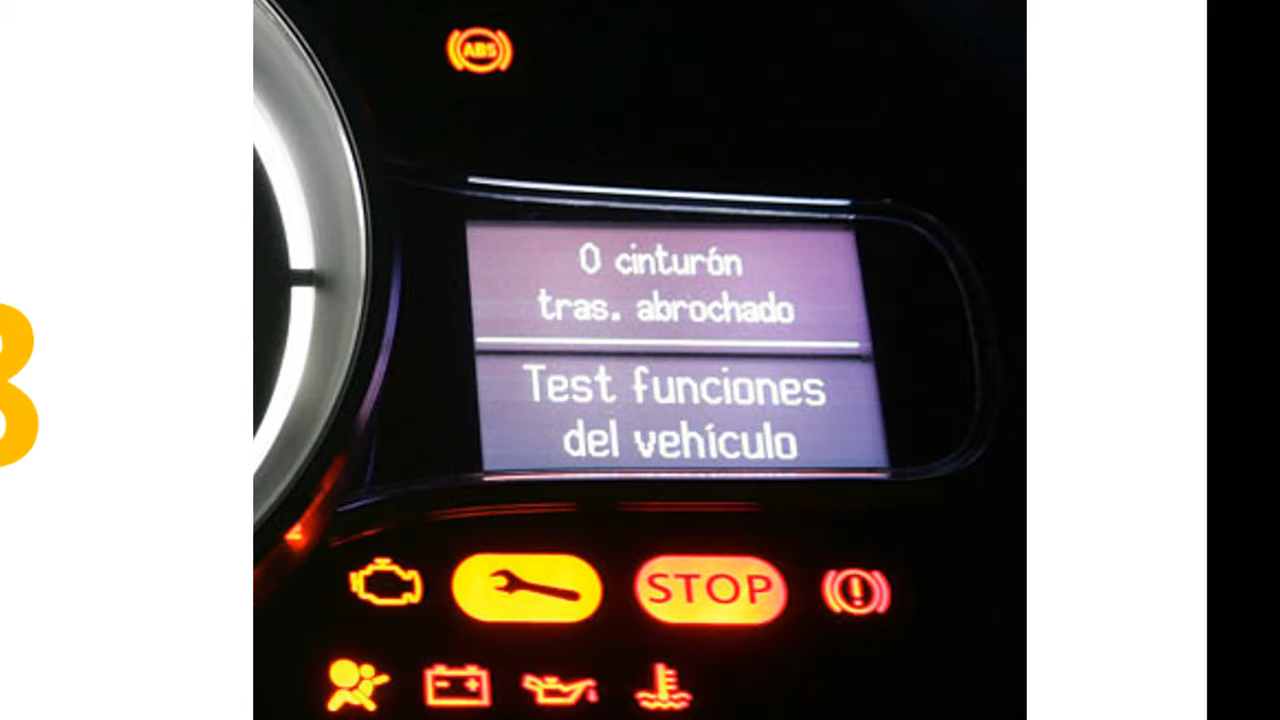 ABS
0 cinturón
tras. abrochado
Test funciones
del vehículo
STOP